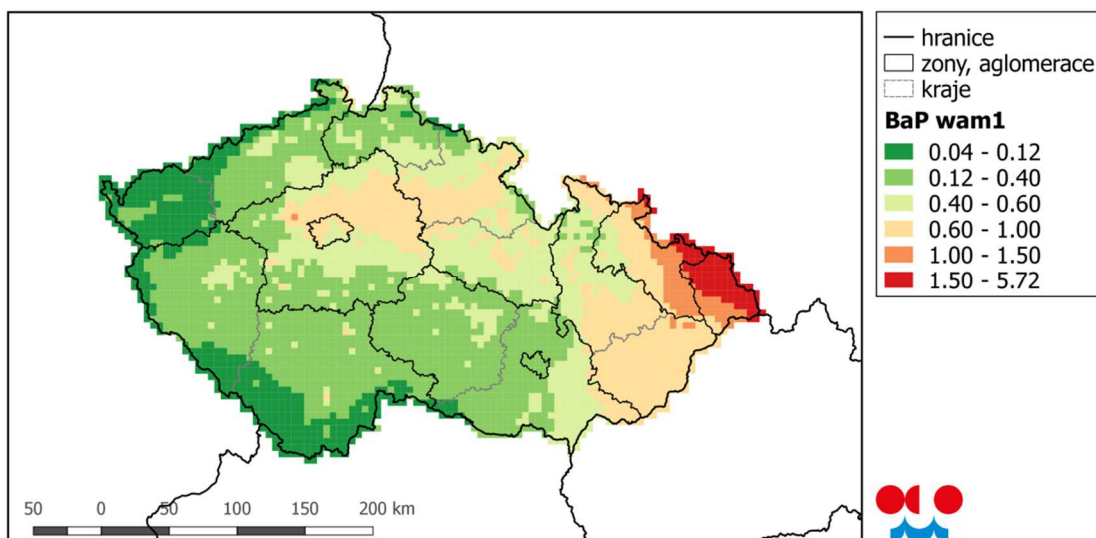 hranice
zony, aglomerace
kraje
BaP wam1
0.04 - 0.12
0.12 - 0.40
0.40 - 0.60
0.60 - 1.00
1.00 - 1.50
1.50 - 5.72
50 0 50 100 150 200 km